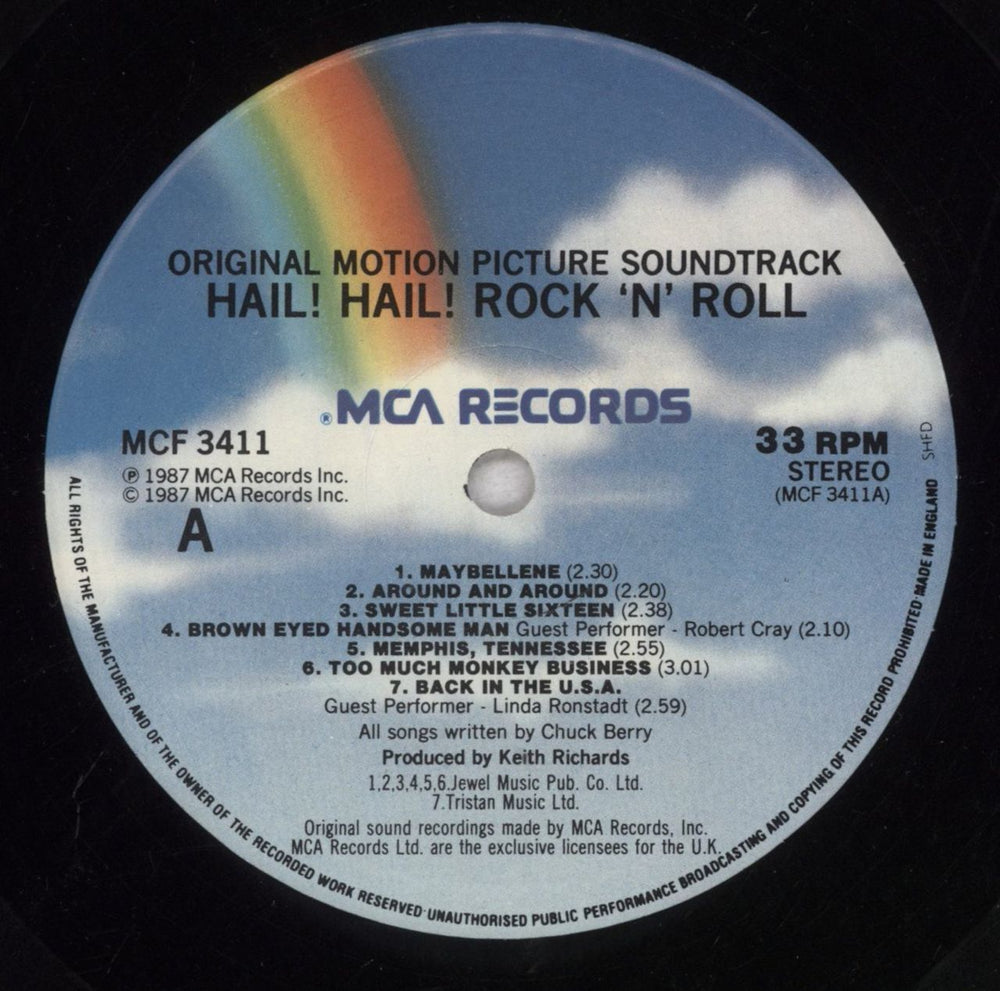 ORIGINAL MOTION PICTURE SOUNDTRACK
HAIL! HAIL! ROCK 'N' ROLL
® MCA RECORDS
MCF 3411
℗ 1987 MCA Records Inc.
© 1987 MCA Records Inc.
A
33 RPM
STEREO
(MCF 3411A)
1. MAYBELLENE (2.30)
2. AROUND AND AROUND (2.20)
3. SWEET LITTLE SIXTEEN (2.38)
4. BROWN EYED HANDSOME MAN Guest Performer - Robert Cray (2.10)
5. MEMPHIS, TENNESSEE (2.55)
6. TOO MUCH MONKEY BUSINESS (3.01)
7. BACK IN THE U.S.A.
Guest Performer - Linda Ronstadt (2.59)
All songs written by Chuck Berry
Produced by Keith Richards
1,2,3,4,5,6.Jewel Music Pub. Co. Ltd.
7.Tristan Music Ltd.
Original sound recordings made by MCA Records, Inc.
MCA Records Ltd. are the exclusive licensees for the U.K.
ALL RIGHTS OF THE MANUFACTURER AND OF THE OWNER OF THE RECORDED WORK RESERVED·UNAUTHORISED PUBLIC PERFORMANCE BROADCASTING AND COPYING OF THIS RECORD PROHIBITED·MADE IN ENGLAND
SHFD